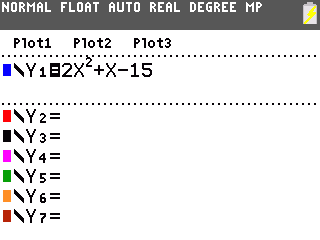 NORMAL FLOAT AUTO REAL DEGREE MP
Plot1 Plot2 Plot3
\Y₁=2X²+X−15
\Y₂=
\Y₃=
\Y₄=
\Y₅=
\Y₆=
\Y₇=